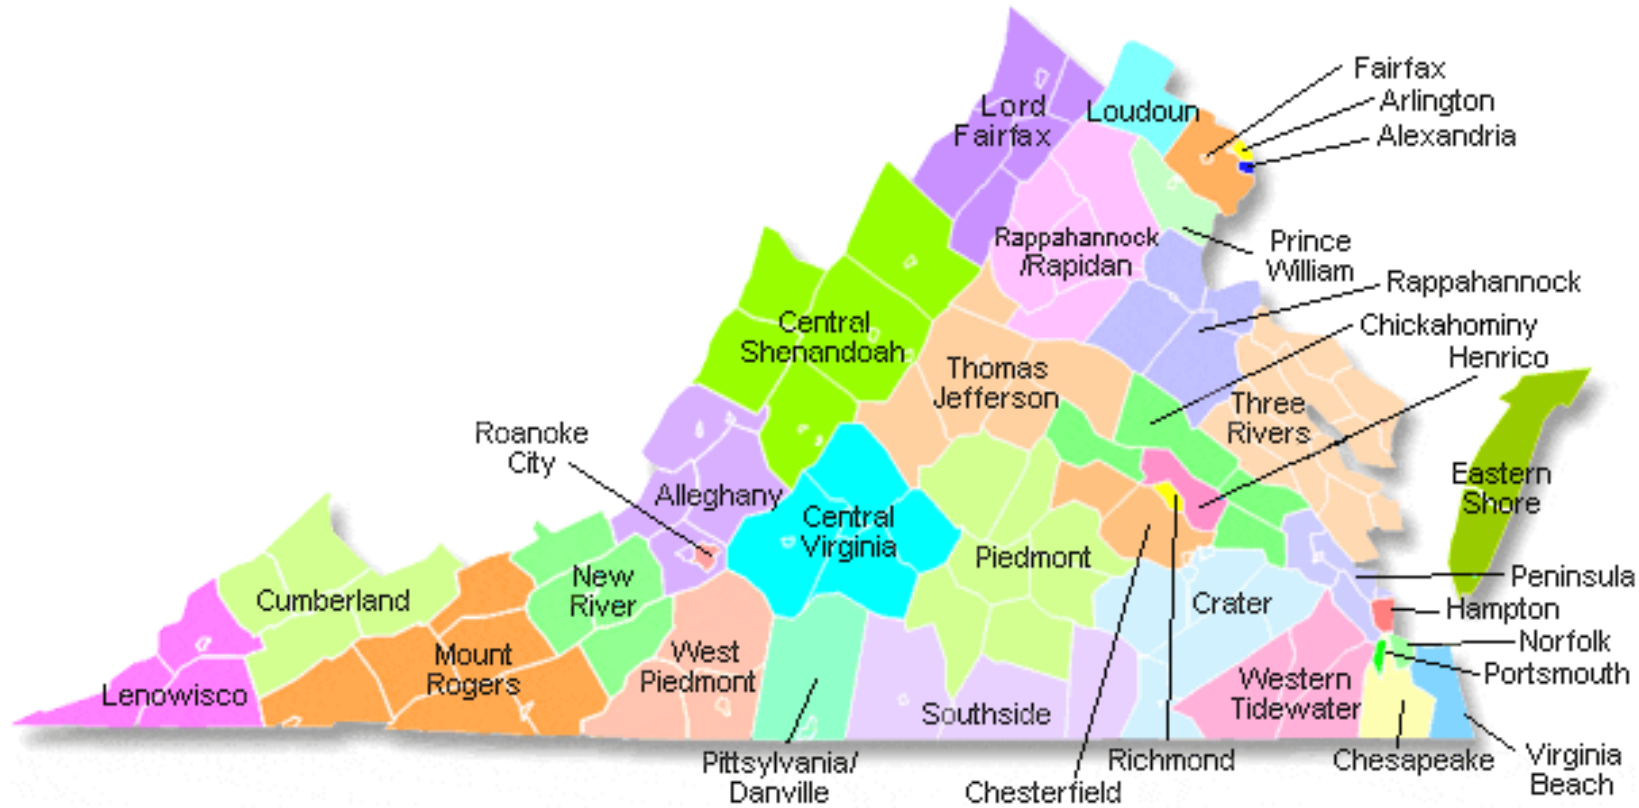 Fairfax
Arlington
Alexandria
Lord
Fairfax
Loudoun
Prince
William
Rappahannock
/Rapidan
Rappahannock
Chickahominy
Henrico
Central
Shenandoah
Thomas
Jefferson
Three
Rivers
Roanoke
City
Alleghany
Eastern
Shore
Central
Virginia
Piedmont
New
River
Cumberland
Crater
Peninsula
Hampton
Norfolk
Portsmouth
Mount
Rogers
West
Piedmont
Western
Tidewater
Lenowisco
Southside
Pittsylvania/
Danville
Chesterfield
Richmond
Chesapeake
Virginia
Beach